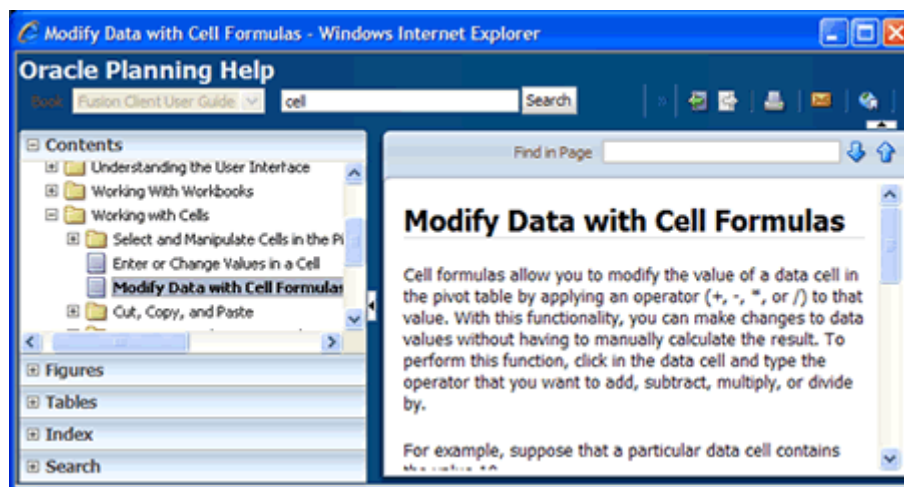 Modify Data with Cell Formulas - Windows Internet Explorer
Oracle Planning Help
Book Fusion Client User Guide cell Search
Contents
Understanding the User Interface
Working With Workbooks
Working with Cells
Select and Manipulate Cells in the Pi
Enter or Change Values in a Cell
Modify Data with Cell Formulas
Cut, Copy, and Paste
Figures
Tables
Index
Search
Find in Page
Modify Data with Cell Formulas
Cell formulas allow you to modify the value of a data cell in
the pivot table by applying an operator (+, -, *, or /) to that
value. With this functionality, you can make changes to data
values without having to manually calculate the result. To
perform this function, click in the data cell and type the
operator that you want to add, subtract, multiply, or divide
by.
For example, suppose that a particular data cell contains
the value 10